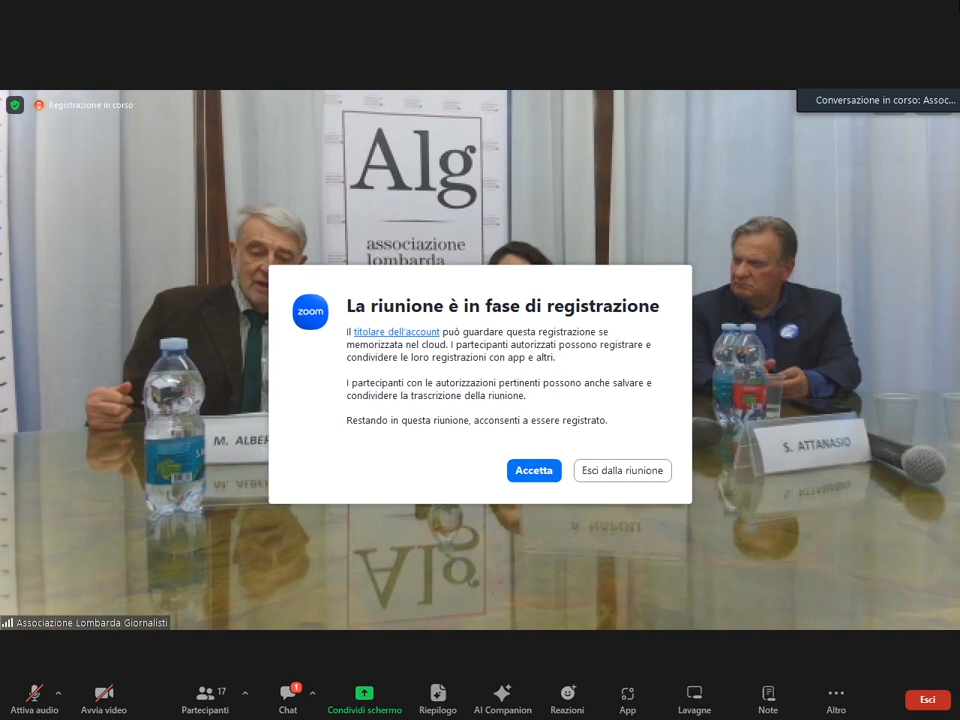 Registrazione in corso
Conversazione in corso: Assoc...
Alg
associazione
lombarda
zoom
La riunione è in fase di registrazione
Il titolare dell'account può guardare questa registrazione se
memorizzata nel cloud. I partecipanti autorizzati possono registrare e
condividere le loro registrazioni con app e altri.
I partecipanti con le autorizzazioni pertinenti possono anche salvare e
condividere la trascrizione della riunione.
Restando in questa riunione, acconsenti a essere registrato.
Accetta
Esci dalla riunione
M. ALBER
S. ATTANASIO
A. NAPOLI
Alg
Associazione Lombarda Giornalisti
17
1
Attiva audio
Avvia video
Partecipanti
Chat
Condividi schermo
Riepilogo
AI Companion
Reazioni
App
Lavagne
Note
Altro
Esci